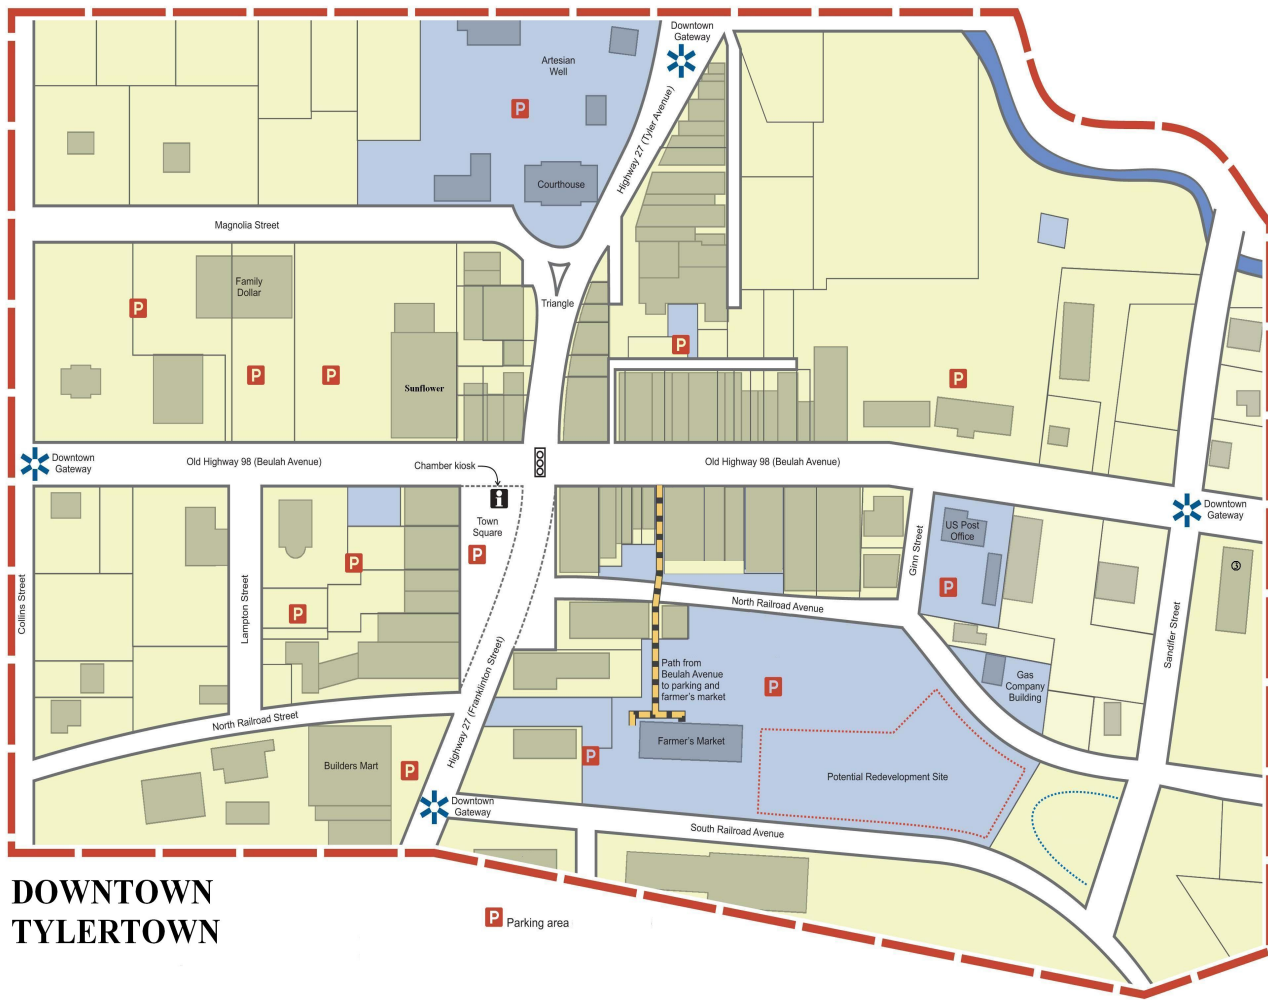 Downtown
Gateway
Artesian
Well
P
Highway 27 (Tyler Avenue)
Courthouse
Magnolia Street
Family
Dollar
P
Triangle
P
P
P
P
Sunflower
Downtown
Gateway
Old Highway 98 (Beulah Avenue)
Chamber kiosk
Old Highway 98 (Beulah Avenue)
i
Town
Square
P
Downtown
Gateway
US Post
Office
Ginn Street
P
P
P
3
Collins Street
Lampton Street
North Railroad Avenue
Sandifer Street
Path from
Beulah Avenue
to parking and
farmer's market
P
Gas
Company
Building
North Railroad Street
Highway 27 (Franklinton Street)
Farmer's Market
P
Builders Mart
P
Potential Redevelopment Site
Downtown
Gateway
South Railroad Avenue
DOWNTOWN
TYLERTOWN
P Parking area